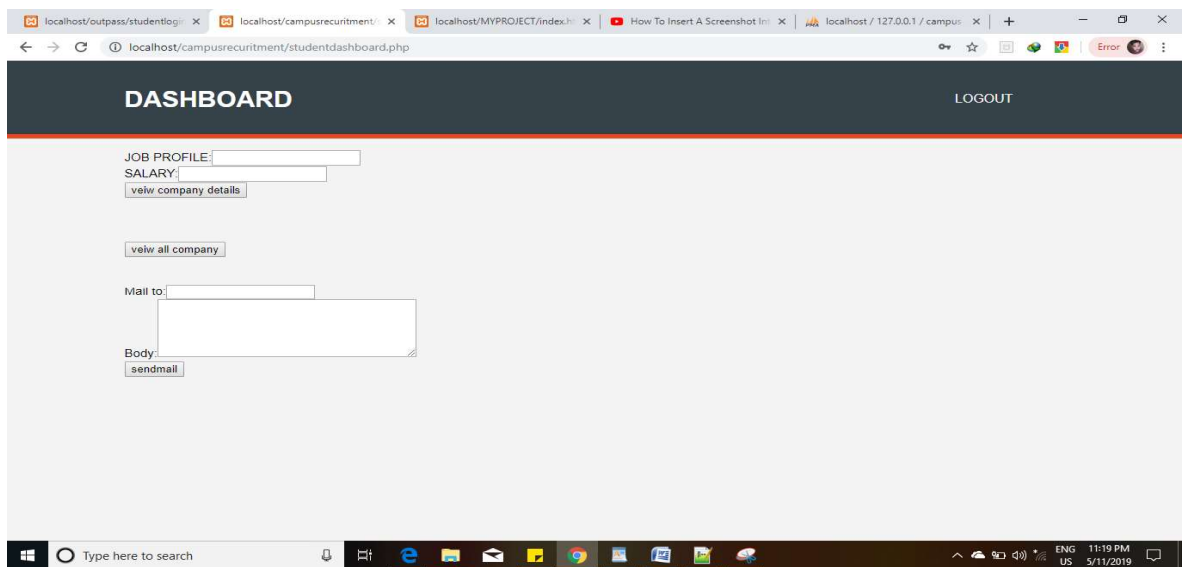 localhost/outpass/studentlogi
localhost/campusrecuritment/
localhost/MYPROJECT/index.h
How To Insert A Screenshot In
localhost / 127.0.0.1 / campus
localhost/campusrecuritment/studentdashboard.php
Error
DASHBOARD
LOGOUT
JOB PROFILE:
SALARY:
veiw company details
veiw all company
Mail to:
Body:
sendmail
Type here to search
ENG
US
11:19 PM
5/11/2019